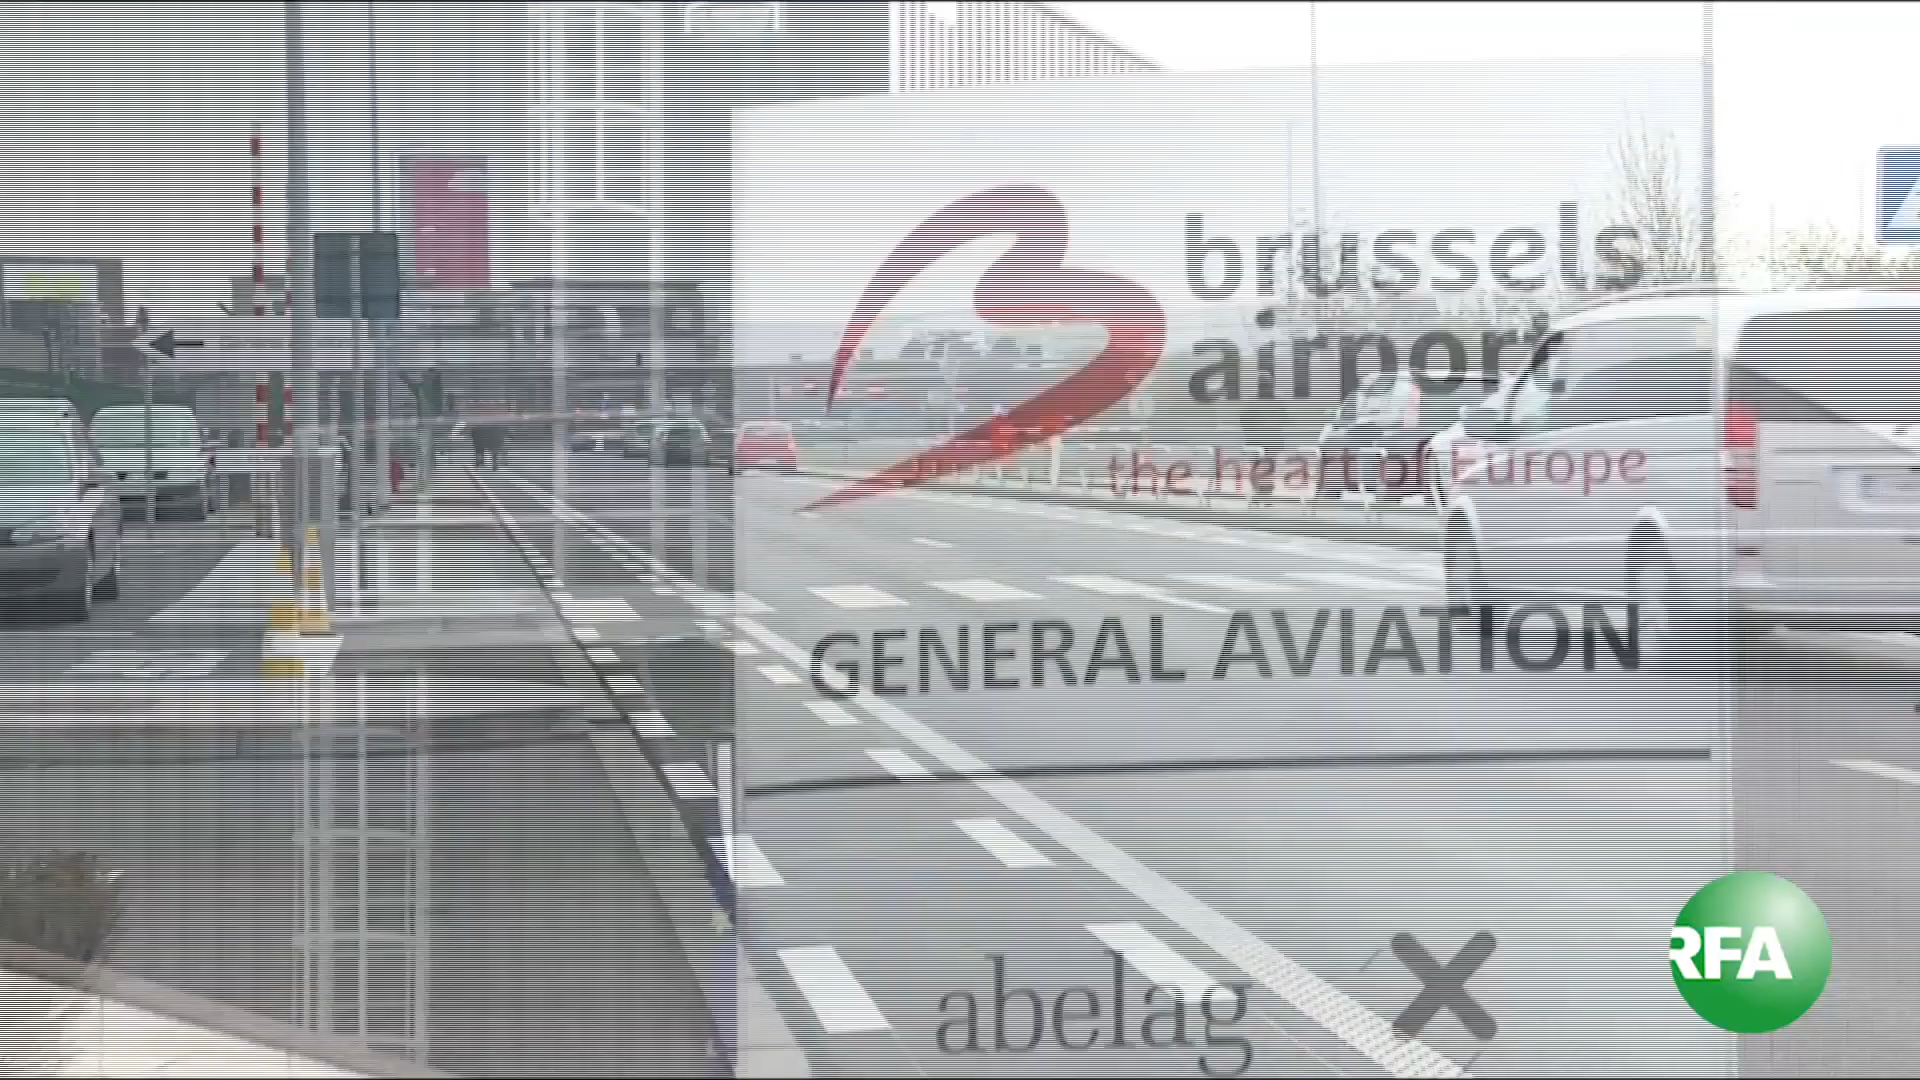 brussels
airport
the heart of Europe
GENERAL AVIATION
abelag
RFA